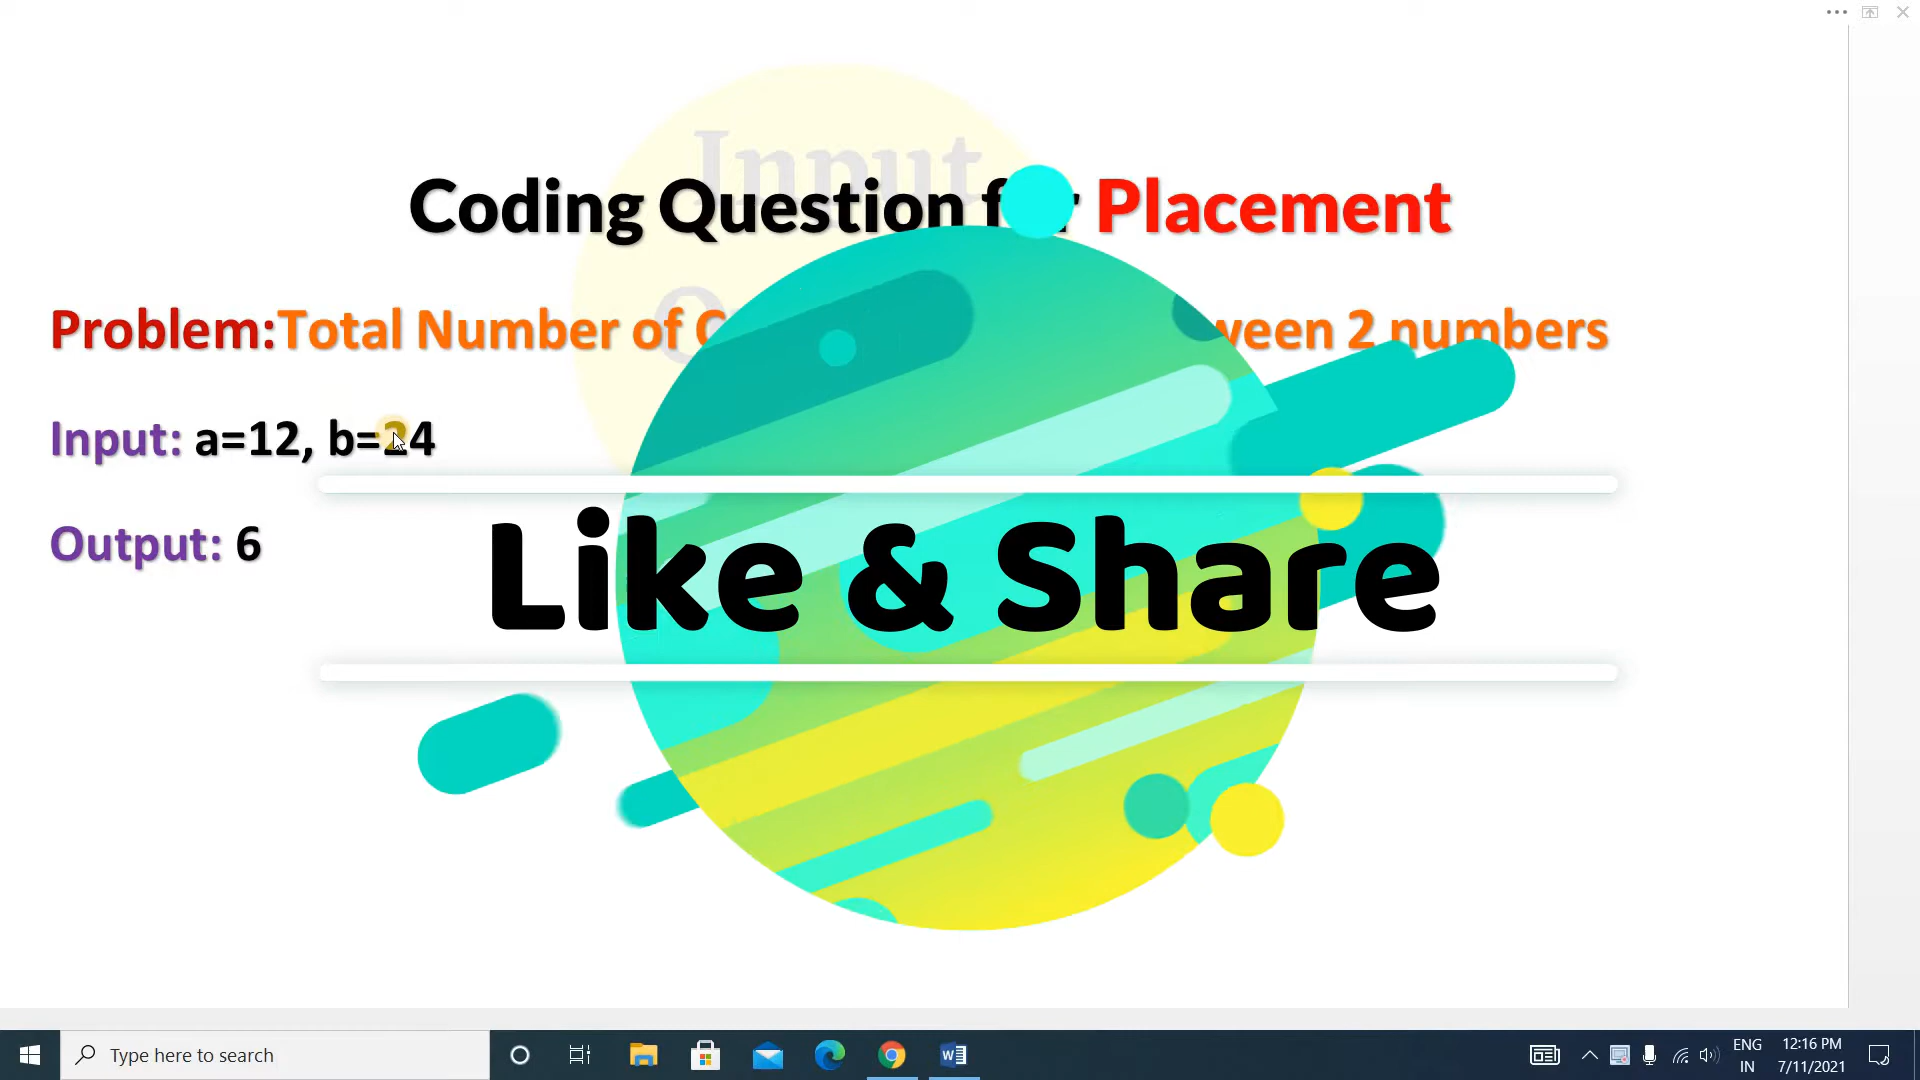 Input
Coding Question Placement
Problem:Total Number of 2 numbers
Input: a=12, b=24
Output: 6
Like & Share
Type here to search
ENG
IN
12:16 PM
7/11/2021